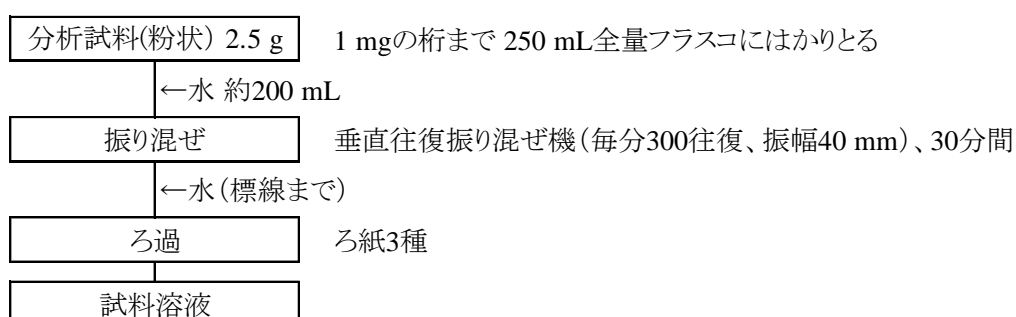 分析試料(粉状) 2.5 g 1 mgの桁まで 250 mL全量フラスコにはかりとる
←水 約200 mL
振り混ぜ 垂直往復振り混ぜ機(毎分300往復、振幅40 mm)、30分間
←水(標線まで)
ろ過 ろ紙3種
試料溶液